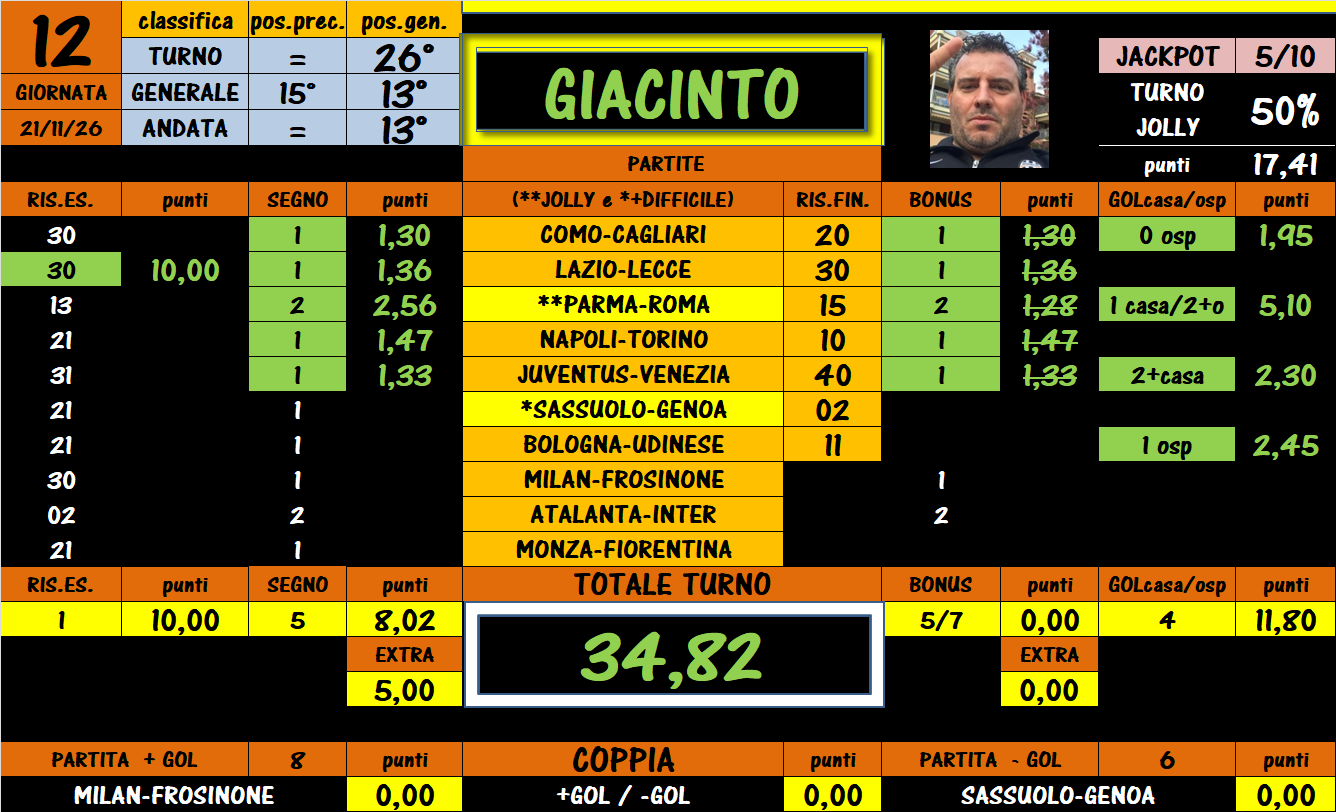 12 classifica pos.prec. pos.gen.
TURNO = 26°
GIORNATA GENERALE 15° 13°
21/11/26 ANDATA = 13°
GIACINTO
JACKPOT 5/10
TURNO JOLLY 50%
punti 17,41
PARTITE
RIS.ES. punti SEGNO punti (**JOLLY e *+DIFFICILE) RIS.FIN. BONUS punti GOLcasa/osp punti
30 1 1,30 COMO-CAGLIARI 20 1 1,30 0 osp 1,95
30 10,00 1 1,36 LAZIO-LECCE 30 1 1,36
13 2 2,56 **PARMA-ROMA 15 2 1,28 1 casa/2+o 5,10
21 1 1,47 NAPOLI-TORINO 10 1 1,47
31 1 1,33 JUVENTUS-VENEZIA 40 1 1,33 2+casa 2,30
21 1 *SASSUOLO-GENOA 02
21 1 BOLOGNA-UDINESE 11 1 osp 2,45
30 1 MILAN-FROSINONE 1
02 2 ATALANTA-INTER 2
21 1 MONZA-FIORENTINA
RIS.ES. punti SEGNO punti TOTALE TURNO BONUS punti GOLcasa/osp punti
1 10,00 5 8,02 34,82 5/7 0,00 4 11,80
EXTRA EXTRA
5,00 0,00
PARTITA + GOL 8 punti COPPIA punti PARTITA - GOL 6 punti
MILAN-FROSINONE 0,00 +GOL / -GOL 0,00 SASSUOLO-GENOA 0,00